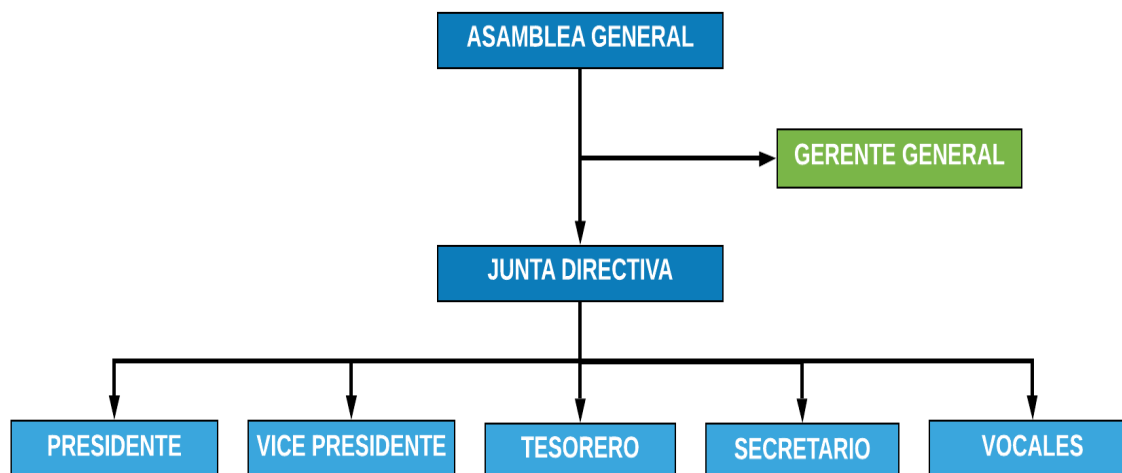 ASAMBLEA GENERAL
GERENTE GENERAL
JUNTA DIRECTIVA
PRESIDENTE
VICE PRESIDENTE
TESORERO
SECRETARIO
VOCALES